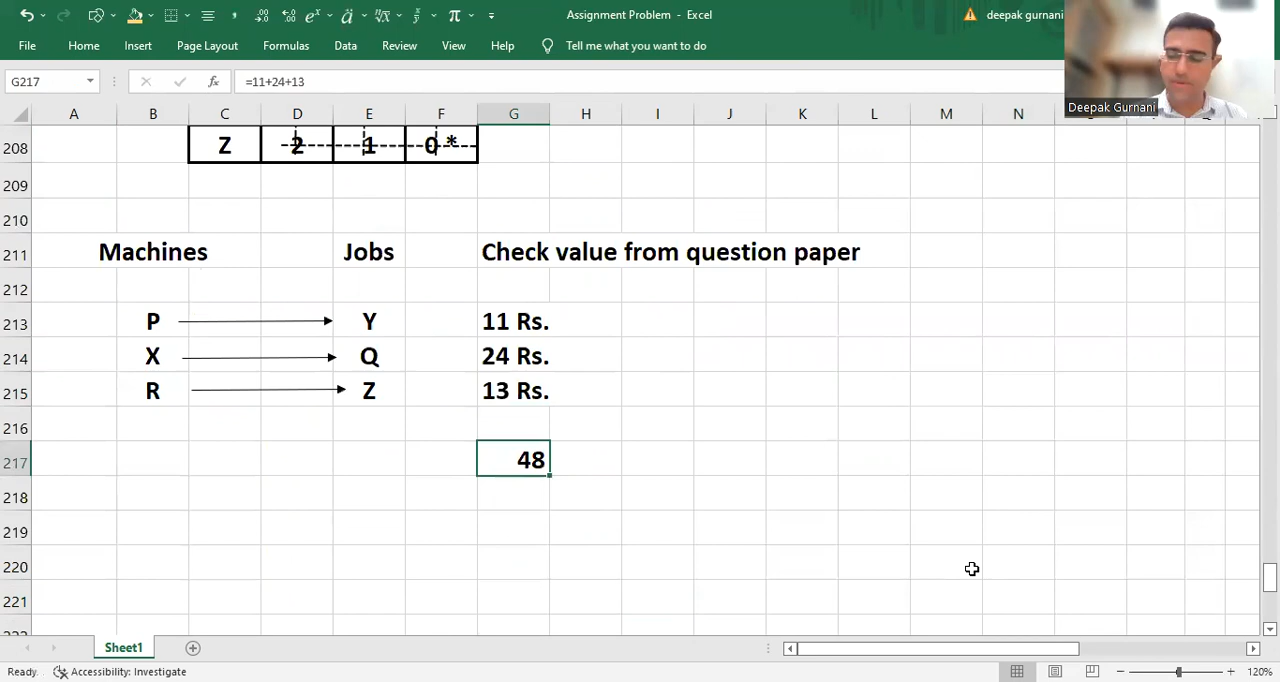 Assignment Problem - Excel
deepak gurnani
File Home Insert Page Layout Formulas Data Review View Help Tell me what you want to do
G217 fx =11+24+13
Deepak Gurnani
A B C D E F G H I J K L M N
208 Z 2 1 0 *
209
210
211 Machines Jobs Check value from question paper
212
213 P Y 11 Rs.
214 X Q 24 Rs.
215 R Z 13 Rs.
216
217 48
218
219
220
221
Sheet1
Ready. Accessibility: Investigate 120%